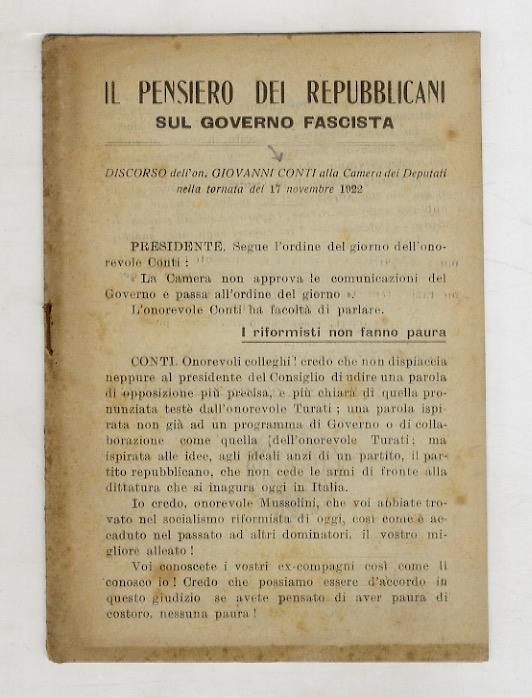 IL PENSIERO DEI REPUBBLICANI
SUL GOVERNO FASCISTA
DISCORSO dell'on. GIOVANNI CONTI alla Camera dei Deputati
nella tornata del 17 novembre 1922
PRESIDENTE. Segue l'ordine del giorno dell'ono-
revole Conti :
« La Camera non approva le comunicazioni del
Governo e passa all'ordine del giorno ».
L'onorevole Conti ha facoltà di parlare.
I riformisti non fanno paura
CONTI. Onorevoli colleghi! credo che non dispiaccia
neppure al presidente del Consiglio di udire una parola
di opposizione più precisa, e più chiara di quella pro-
nunziata testè dall'onorevole Turati ; una parola ispi-
rata non già ad un programma di Governo o di colla-
borazione come quella [dell'onorevole Turati; ma
ispirata alle idee, agli ideali anzi di un partito, il par-
tito repubblicano, che non cede le armi di fronte alla
dittatura che si inagura oggi in Italia.
Io credo, onorevole Mussolini, che voi abbiate tro-
vato nel socialismo riformista di oggi, così come è ac-
caduto nel passato ad altri dominatori, il vostro mi-
gliore alleato !
Voi conoscete i vostri ex-compagni così come li
conosco io ! Credo che possiamo essere d'accordo in
questo giudizio se avete pensato di aver paura di
costoro, nessuna paura !